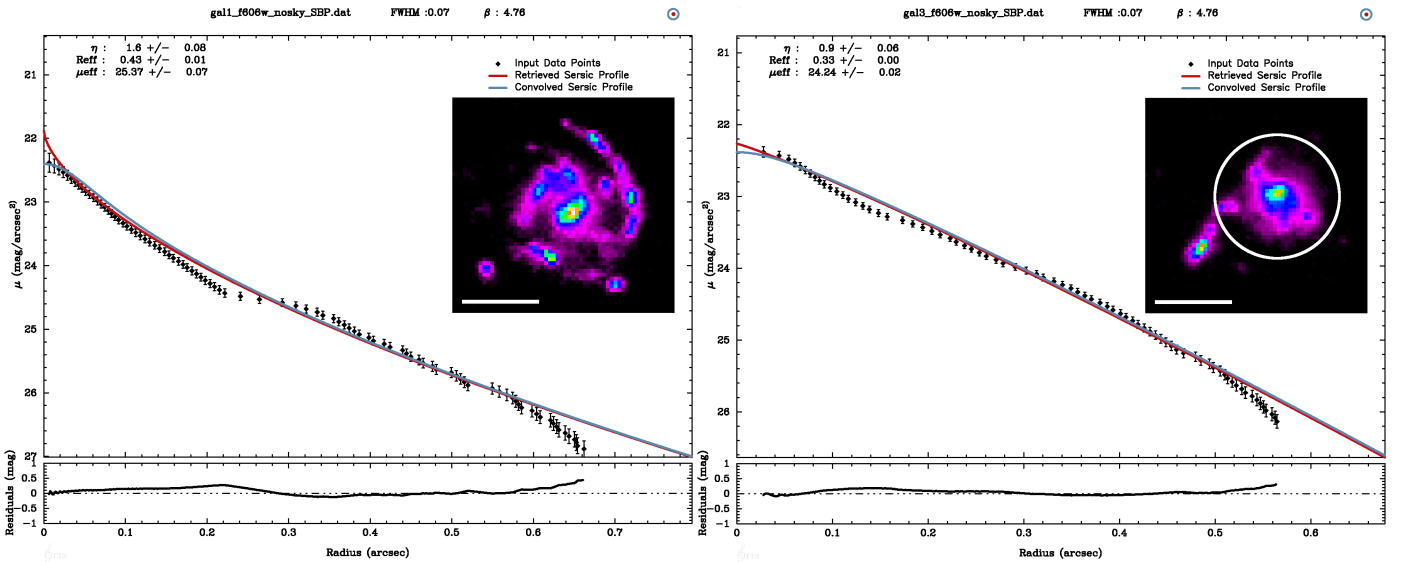 gal1_f606w_nosky_SBP.dat FWHM :0.07 β : 4.76
η : 1.6 +/− 0.08
Reff : 0.43 +/− 0.01
μeff : 25.37 +/− 0.07
Input Data Points
Retrieved Sersic Profile
Convolved Sersic Profile
21
22
23
24
25
26
27
μ (mag/arcsec²)
1
0.5
0
−0.5
−1
Residuals (mag)
0 0.1 0.2 0.3 0.4 0.5 0.6 0.7
Radius (arcsec)
gal3_f606w_nosky_SBP.dat FWHM :0.07 β : 4.76
η : 0.9 +/− 0.06
Reff : 0.33 +/− 0.00
μeff : 24.24 +/− 0.02
Input Data Points
Retrieved Sersic Profile
Convolved Sersic Profile
21
22
23
24
25
26
μ (mag/arcsec²)
1
0.5
0
−0.5
−1
Residuals (mag)
0 0.1 0.2 0.3 0.4 0.5 0.6
Radius (arcsec)